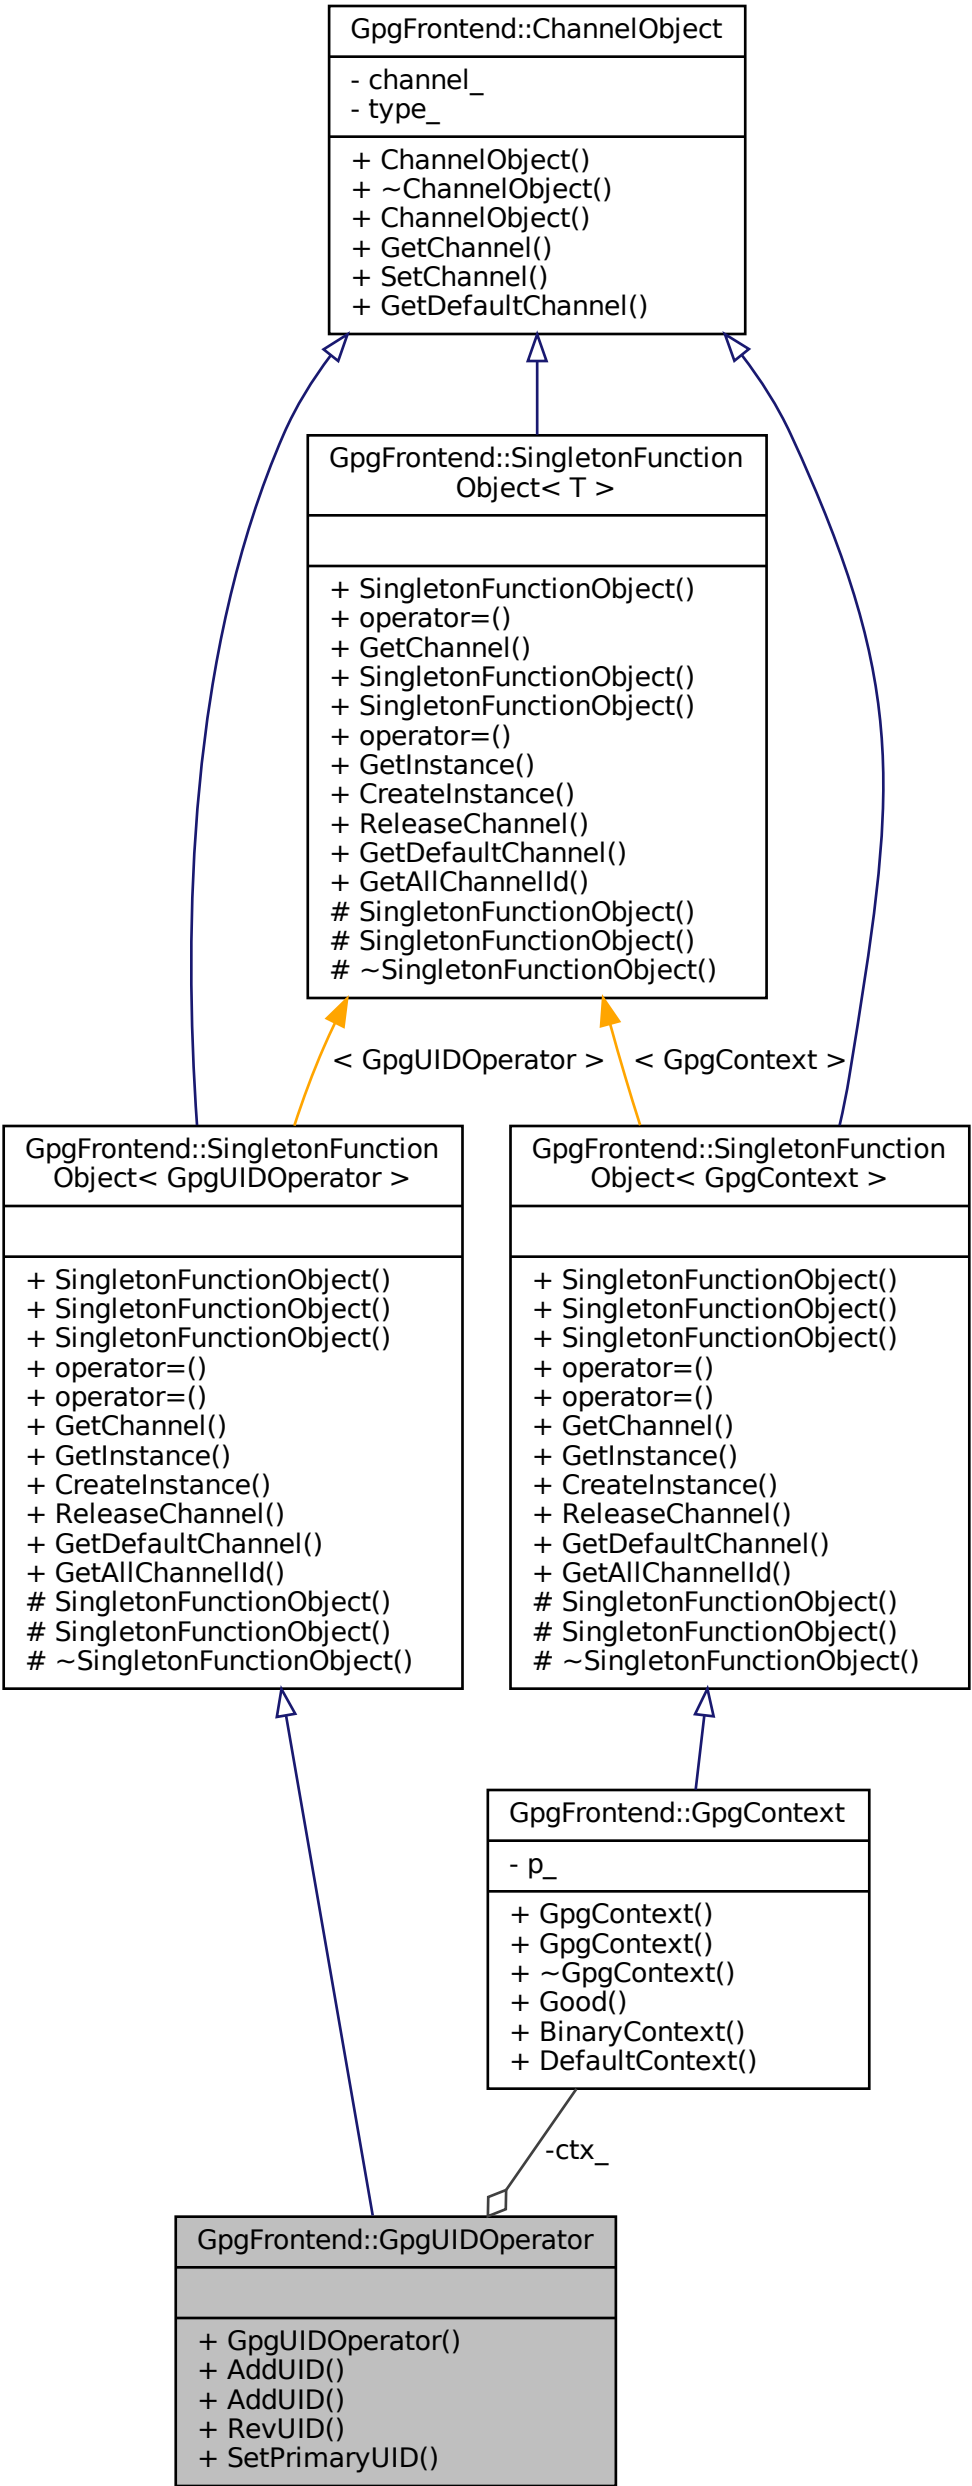 GpgFrontend::ChannelObject
- channel_
- type_
+ ChannelObject()
+ ~ChannelObject()
+ ChannelObject()
+ GetChannel()
+ SetChannel()
+ GetDefaultChannel()
GpgFrontend::SingletonFunction
Object< T >
+ SingletonFunctionObject()
+ operator=()
+ GetChannel()
+ SingletonFunctionObject()
+ SingletonFunctionObject()
+ operator=()
+ GetInstance()
+ CreateInstance()
+ ReleaseChannel()
+ GetDefaultChannel()
+ GetAllChannelId()
# SingletonFunctionObject()
# SingletonFunctionObject()
# ~SingletonFunctionObject()
< GpgUIDOperator >
< GpgContext >
GpgFrontend::SingletonFunction
Object< GpgUIDOperator >
+ SingletonFunctionObject()
+ SingletonFunctionObject()
+ SingletonFunctionObject()
+ operator=()
+ operator=()
+ GetChannel()
+ GetInstance()
+ CreateInstance()
+ ReleaseChannel()
+ GetDefaultChannel()
+ GetAllChannelId()
# SingletonFunctionObject()
# SingletonFunctionObject()
# ~SingletonFunctionObject()
GpgFrontend::SingletonFunction
Object< GpgContext >
+ SingletonFunctionObject()
+ SingletonFunctionObject()
+ SingletonFunctionObject()
+ operator=()
+ operator=()
+ GetChannel()
+ GetInstance()
+ CreateInstance()
+ ReleaseChannel()
+ GetDefaultChannel()
+ GetAllChannelId()
# SingletonFunctionObject()
# SingletonFunctionObject()
# ~SingletonFunctionObject()
GpgFrontend::GpgContext
- p_
+ GpgContext()
+ GpgContext()
+ ~GpgContext()
+ Good()
+ BinaryContext()
+ DefaultContext()
-ctx_
GpgFrontend::GpgUIDOperator
+ GpgUIDOperator()
+ AddUID()
+ AddUID()
+ RevUID()
+ SetPrimaryUID()